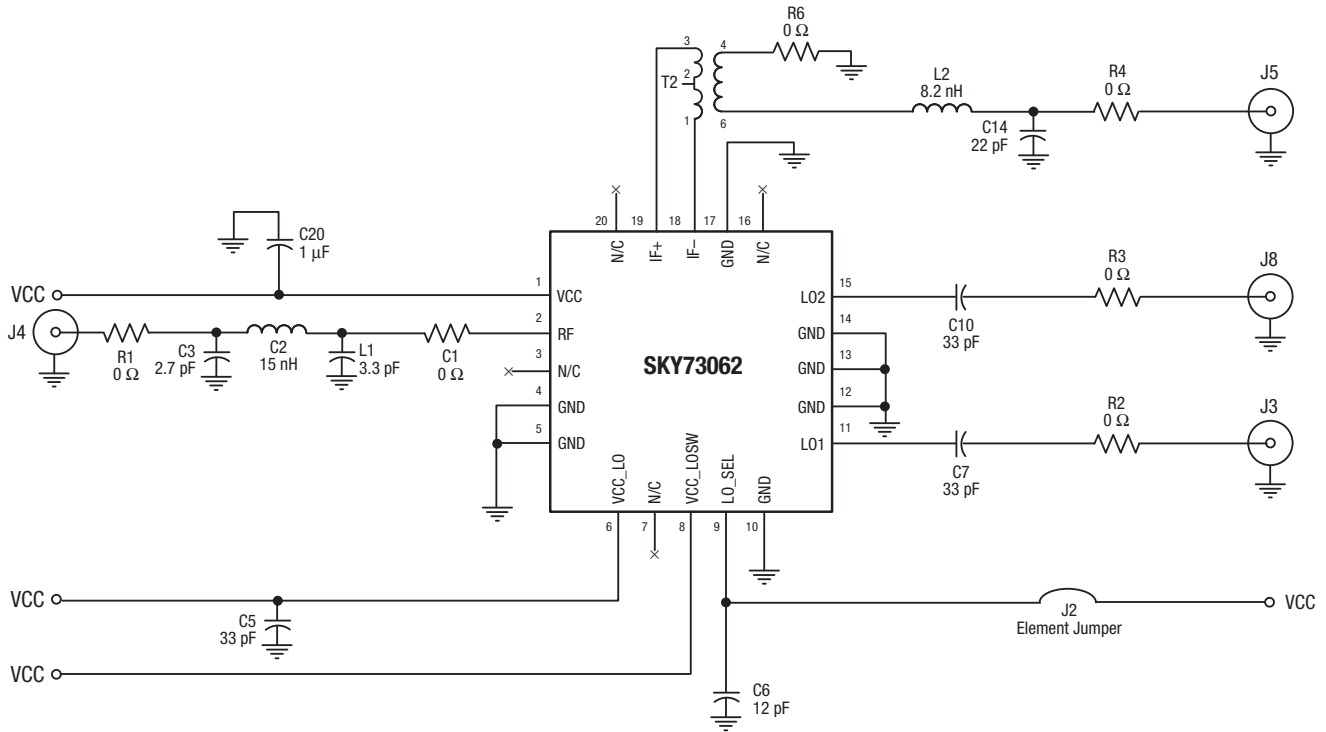 R6
0 Ω
3
4
T2
2
1
6
L2
8.2 nH
C14
22 pF
R4
0 Ω
J5
20
19
18
17
16
N/C
IF+
IF–
GND
N/C
C20
1 μF
VCC
1
VCC
J4
R1
0 Ω
C3
2.7 pF
C2
15 nH
L1
3.3 pF
C1
0 Ω
2
RF
3
N/C
4
GND
5
GND
SKY73062
15
LO2
14
GND
13
GND
12
GND
11
LO1
C10
33 pF
R3
0 Ω
J8
C7
33 pF
R2
0 Ω
J3
VCC_LO
N/C
VCC_LOSW
LO_SEL
GND
6
7
8
9
10
VCC
C5
33 pF
VCC
J2
Element Jumper
VCC
C6
12 pF